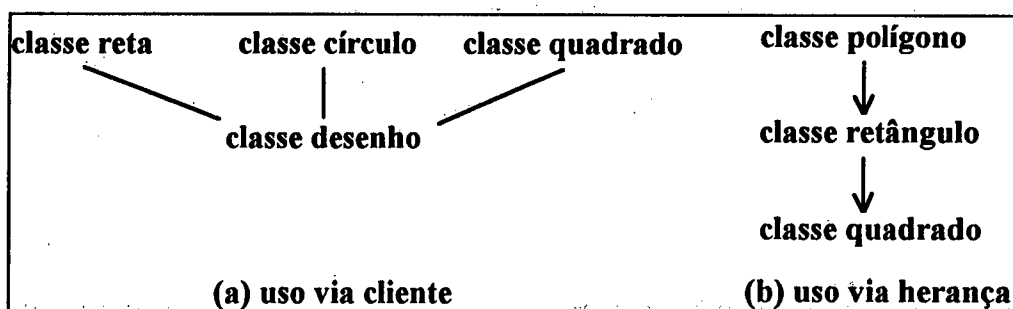 classe reta classe círculo classe quadrado classe polígono
classe desenho classe retângulo
classe quadrado
(a) uso via cliente (b) uso via herança